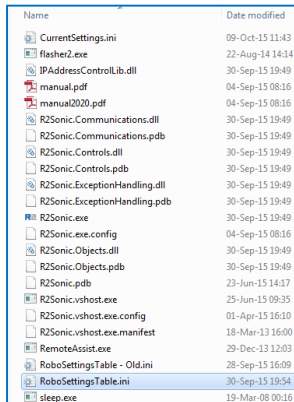 Name Date modified
CurrentSettings.ini 09-Oct-15 11:43
flasher2.exe 22-Aug-14 14:14
IPAddressControlLib.dll 30-Sep-15 19:49
manual.pdf 04-Sep-15 08:16
manual2020.pdf 04-Sep-15 08:16
R2Sonic.Communications.dll 30-Sep-15 19:49
R2Sonic.Communications.pdb 30-Sep-15 19:49
R2Sonic.Controls.dll 30-Sep-15 19:49
R2Sonic.Controls.pdb 30-Sep-15 19:49
R2Sonic.ExceptionHandling.dll 30-Sep-15 19:49
R2Sonic.ExceptionHandling.pdb 30-Sep-15 19:49
R2Sonic.exe 30-Sep-15 19:49
R2Sonic.exe.config 04-Sep-15 08:16
R2Sonic.Objects.dll 30-Sep-15 19:49
R2Sonic.Objects.pdb 30-Sep-15 19:49
R2Sonic.pdb 23-Jun-15 14:17
R2Sonic.vshost.exe 25-Jun-15 09:35
R2Sonic.vshost.exe.config 01-Apr-15 16:10
R2Sonic.vshost.exe.manifest 18-Mar-13 16:00
RemoteAssist.exe 29-Dec-13 12:03
RoboSettingsTable - Old.ini 28-Sep-15 16:09
RoboSettingsTable.ini 30-Sep-15 19:54
sleep.exe 19-Mar-08 00:16